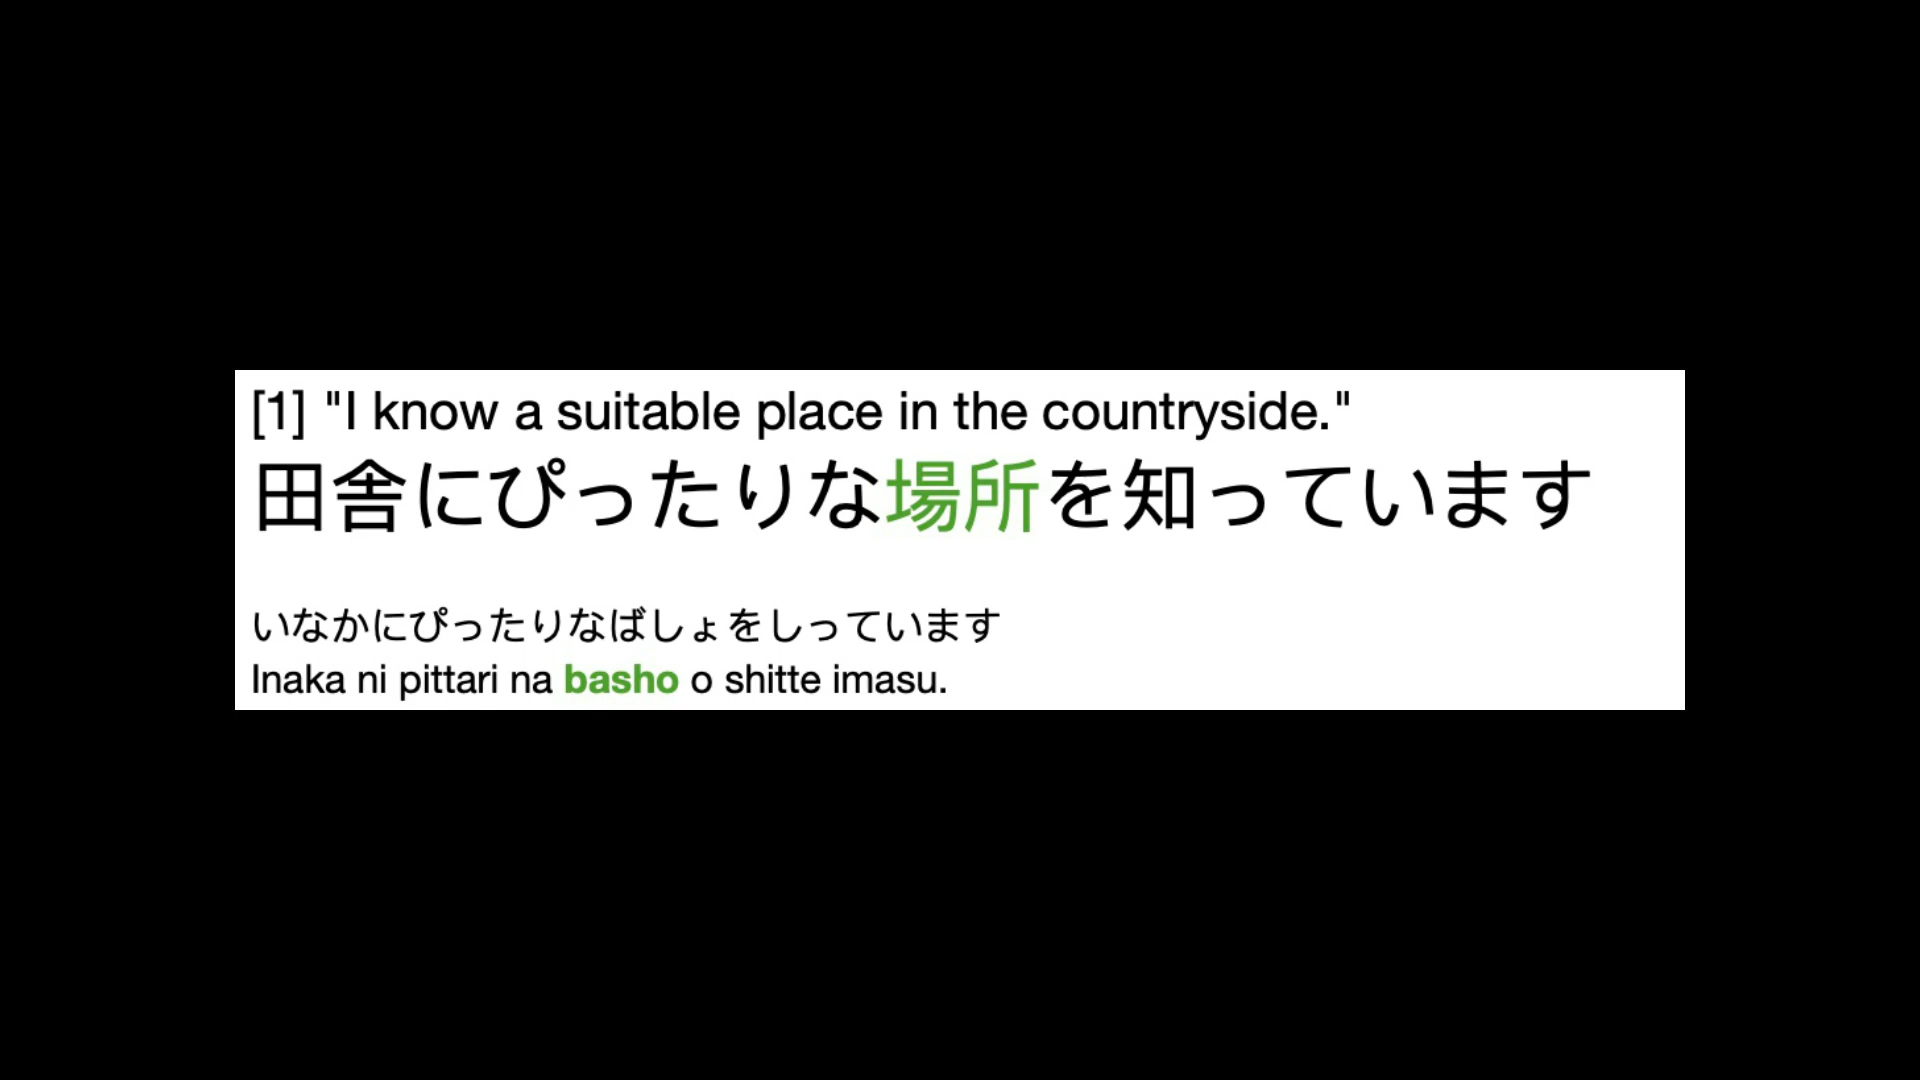 [1] "I know a suitable place in the countryside."
田舎にぴったりな場所を知っています
いなかにぴったりなばしょをしっています
Inaka ni pittari na basho o shitte imasu.